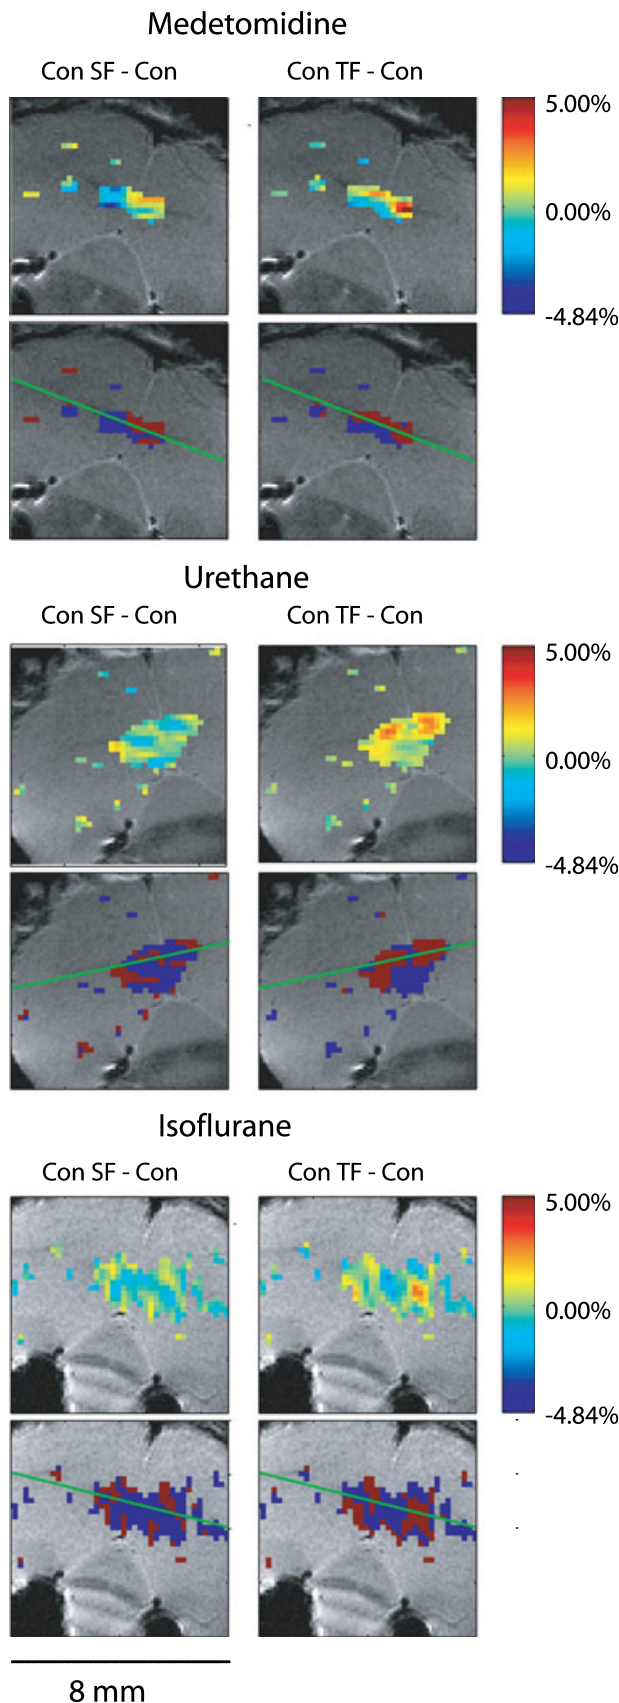 Medetomidine
Con SF - Con
Con TF - Con
5.00%
0.00%
-4.84%
Urethane
Con SF - Con
Con TF - Con
5.00%
0.00%
-4.84%
Isoflurane
Con SF - Con
Con TF - Con
5.00%
0.00%
-4.84%
8 mm